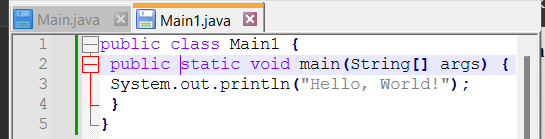 Main.java Main1.java
1 public class Main1 {
2 public static void main(String[] args) {
3 System.out.println("Hello, World!");
4 }
5 }